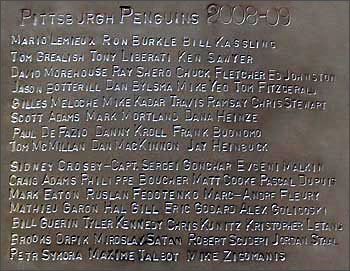 PITTSBURGH PENGUINS 2008-09
MARIO LEMIEUX RON BURKLE BILL KASSLING
TOM GREALISH TONY LIBERATI KEN SAWYER
DAVID MOREHOUSE RAY SHERO CHUCK FLETCHER ED JOHNSTON
JASON BOTTERILL DAN BYLSMA MIKE YEO TOM FITZGERALD
GILLES MELOCHE MIKE KADAR TRAVIS RAMSAY CHRIS STEWART
SCOTT ADAMS MARK MORTLAND DANA HEINZE
PAUL DEFAZIO DANNY KROLL FRANK BUONOMO
TOM MCMILLAN DAN MACKINNON JAY HEINBUCK
SIDNEY CROSBY-CAPT. SERGEI GONCHAR EVGENI MALKIN
CRAIG ADAMS PHILIPPE BOUCHER MATT COOKE PASCAL DUPUIS
MARK EATON RUSLAN FEDOTENKO MARC-ANDRE FLEURY
MATHIEU GARON HAL GILL ERIC GODARD ALEX GOLIGOSKI
BILL GUERIN TYLER KENNEDY CHRIS KUNITZ KRISTOPHER LETANG
BROOKS ORPIK MIROSLAV SATAN ROBERT SCUDERI JORDAN STAAL
PETR SYKORA MAXIME TALBOT MIKE ZIGOMANIS